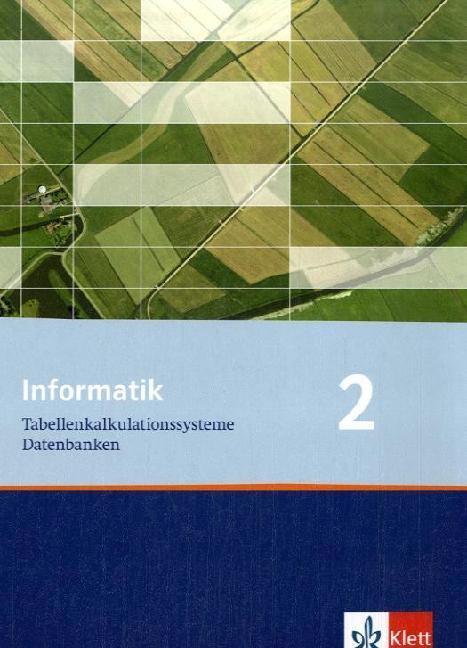 Informatik
2
Tabellenkalkulationssysteme
Datenbanken
Klett